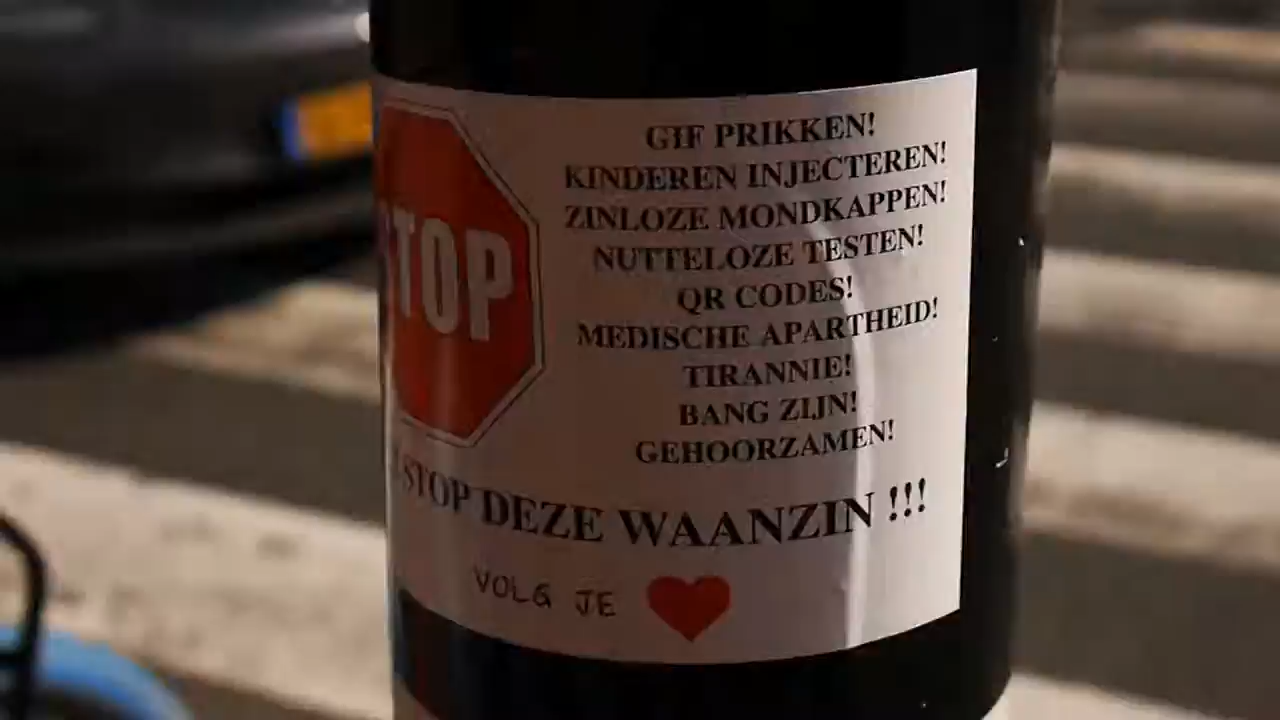 STOP
GIF PRIKKEN!
KINDEREN INJECTEREN!
ZINLOZE MONDKAPPEN!
NUTTELOZE TESTEN!
QR CODES!
MEDISCHE APARTHEID!
TIRANNIE!
BANG ZIJN!
GEHOORZAMEN!
STOP DEZE WAANZIN !!!
VOLG JE